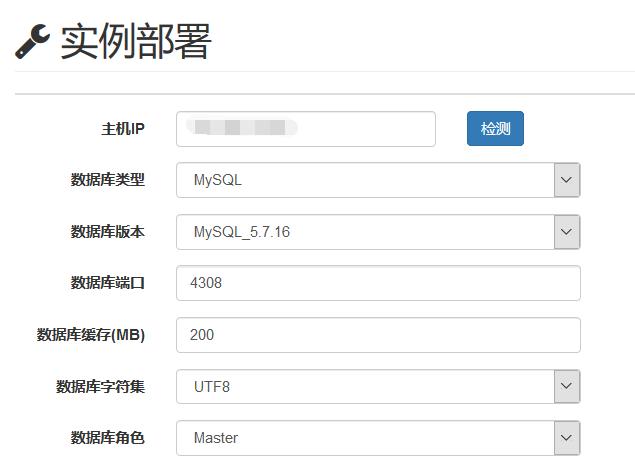 实例部署
主机IP 检测
数据库类型 MySQL
数据库版本 MySQL_5.7.16
数据库端口 4308
数据库缓存(MB) 200
数据库字符集 UTF8
数据库角色 Master